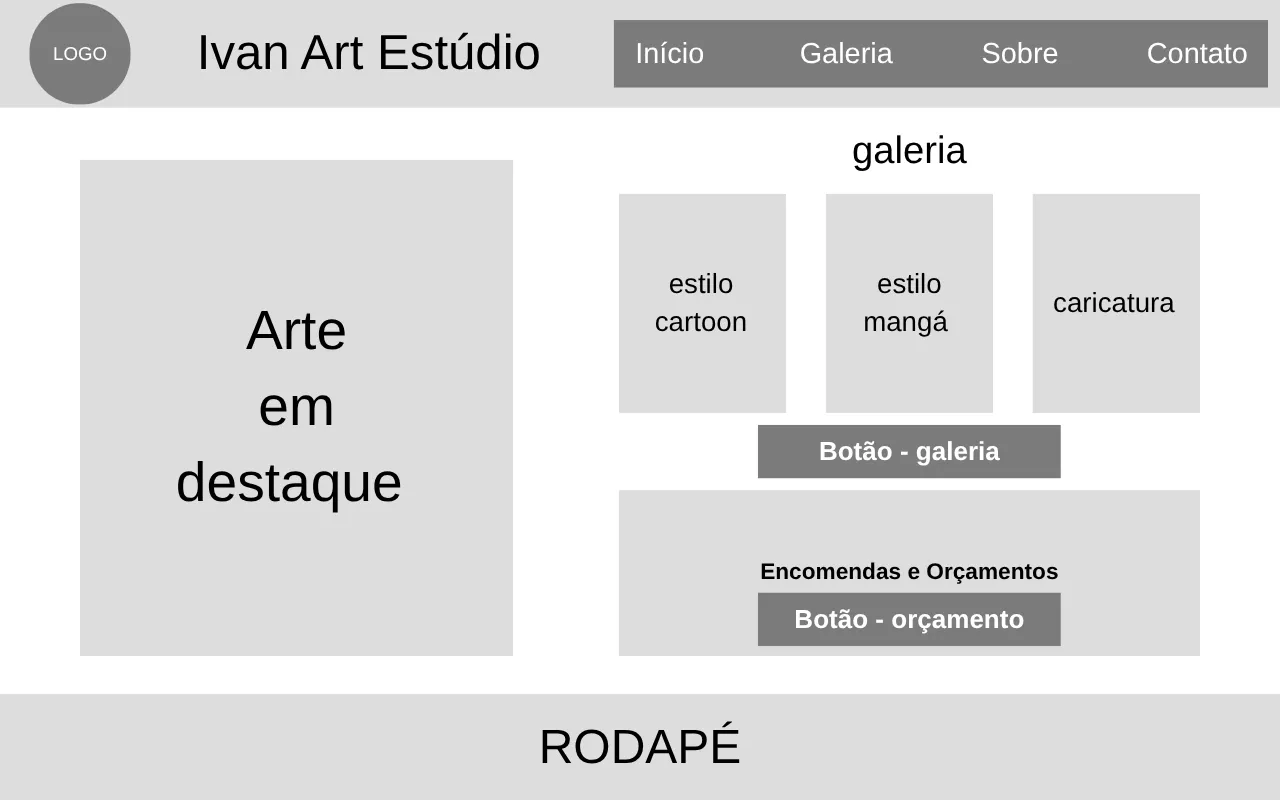 LOGO
Ivan Art Estúdio
Início
Galeria
Sobre
Contato
Arte
em
destaque
galeria
estilo
cartoon
estilo
mangá
caricatura
Botão - galeria
Encomendas e Orçamentos
Botão - orçamento
RODAPÉ